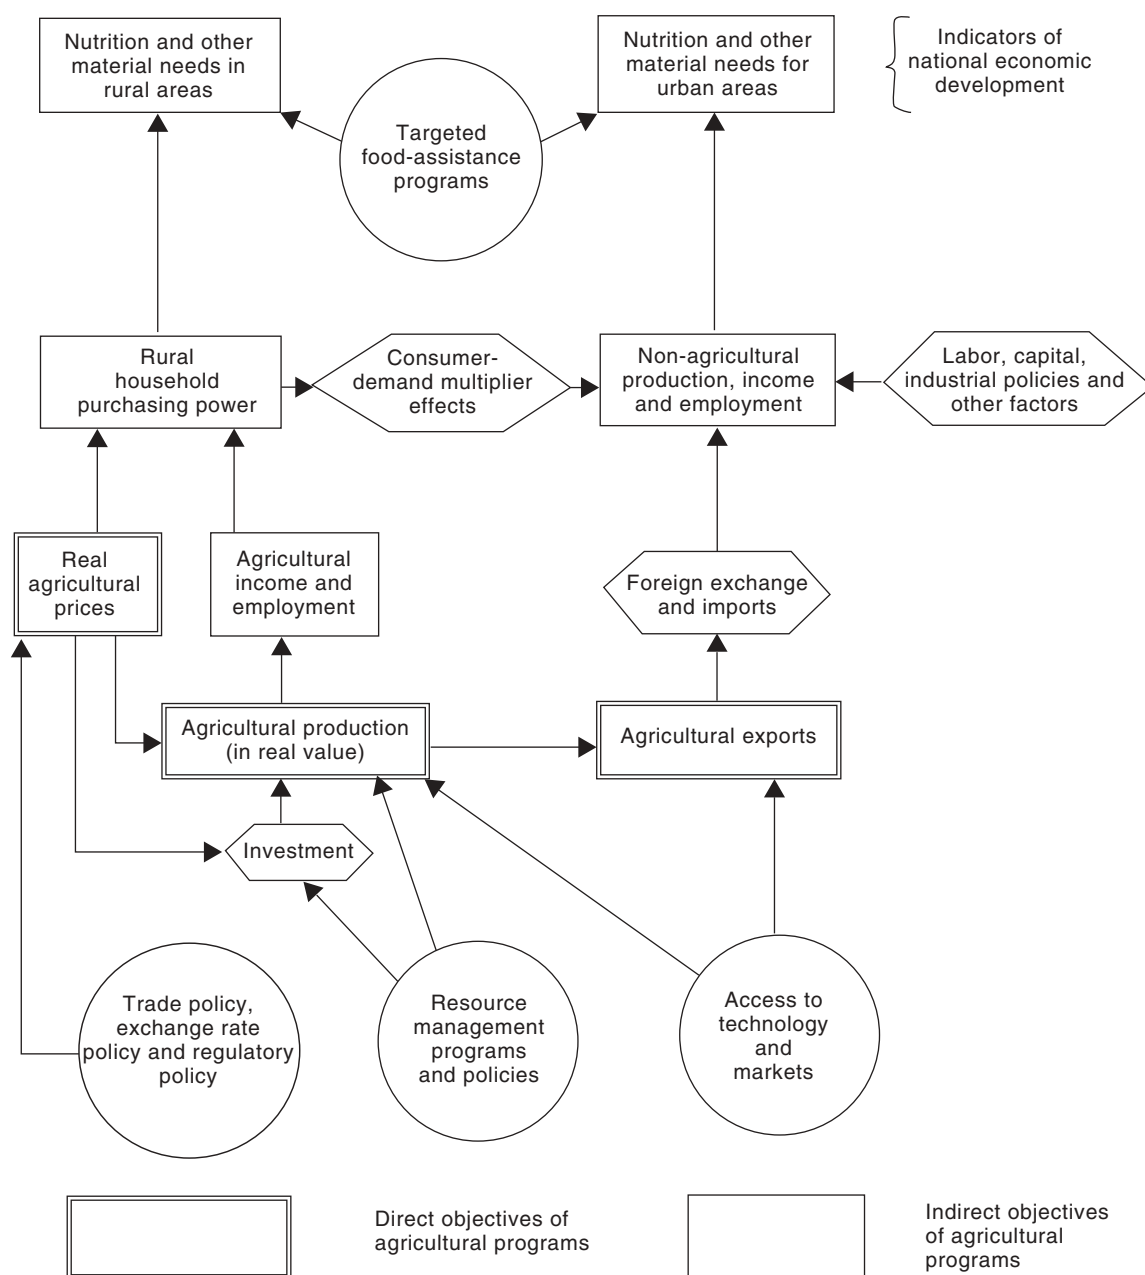 Nutrition and other
material needs in
rural areas
Nutrition and other
material needs for
urban areas
Indicators of
national economic
development
Targeted
food-assistance
programs
Rural
household
purchasing power
Consumer-
demand multiplier
effects
Non-agricultural
production, income
and employment
Labor, capital,
industrial policies and
other factors
Real
agricultural
prices
Agricultural
income and
employment
Foreign exchange
and imports
Agricultural production
(in real value)
Agricultural exports
Investment
Trade policy,
exchange rate
policy and regulatory
policy
Resource
management
programs
and policies
Access to
technology
and
markets
Direct objectives of
agricultural programs
Indirect objectives
of agricultural
programs